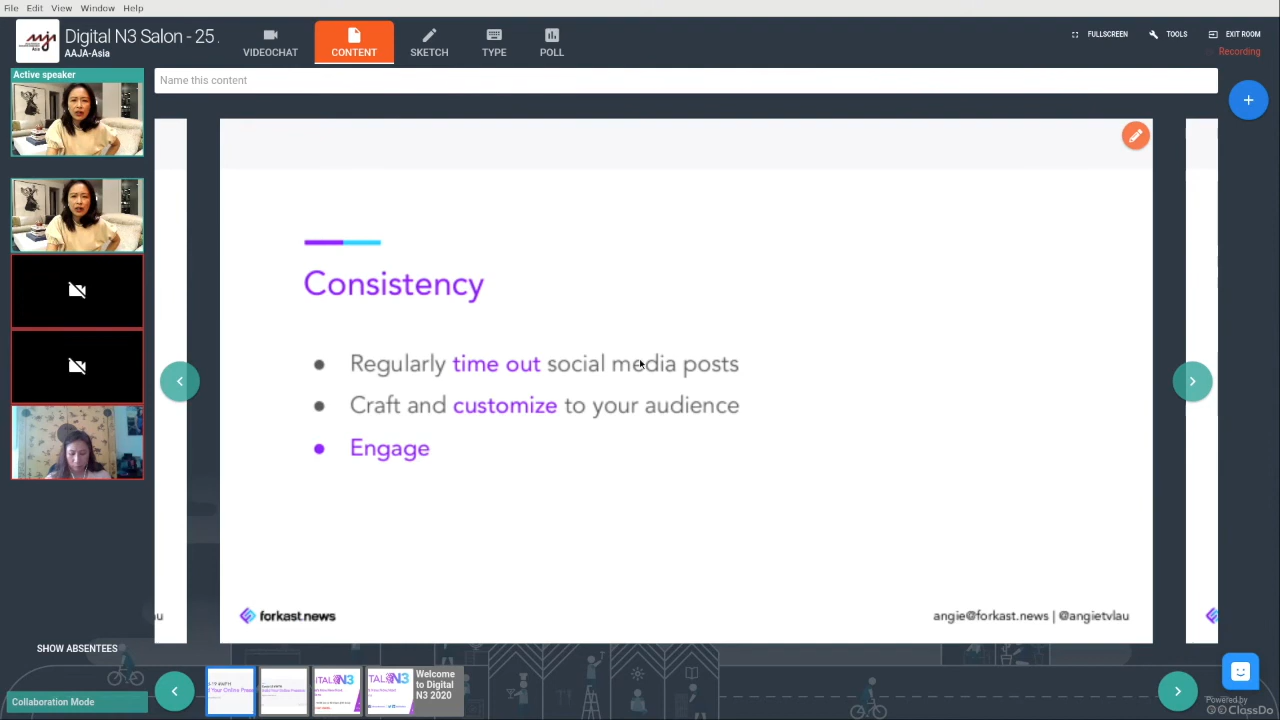 File Edit View Window Help
Digital N3 Salon - 25 .
AAJA-Asia
VIDEOCHAT
CONTENT
SKETCH
TYPE
POLL
FULLSCREEN
TOOLS
EXIT ROOM
Recording
Active speaker
Name this content
Consistency
Regularly time out social media posts
Craft and customize to your audience
Engage
forkast.news
angie@forkast.news | @angietvlau
SHOW ABSENTEES
Collaboration Mode
ITALN3
TALN3
Welcome
to Digital
N3 2020
Powered by
ClassDo